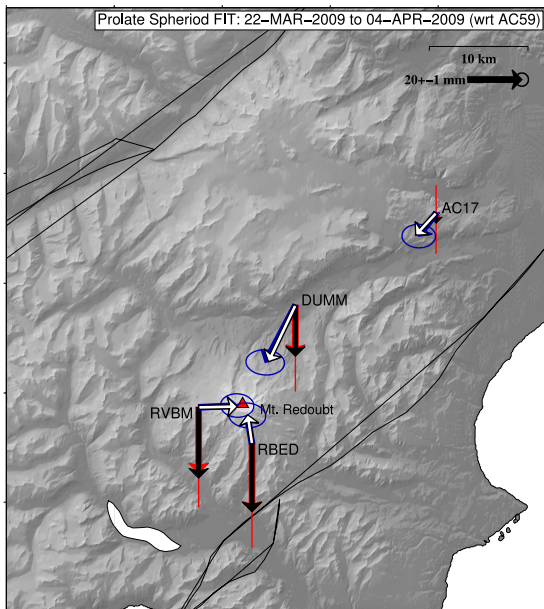 Prolate Spheriod FIT: 22−MAR−2009 to 04−APR−2009 (wrt AC59)
10 km
20+−1 mm
AC17
DUMM
RVBM
Mt. Redoubt
RBED